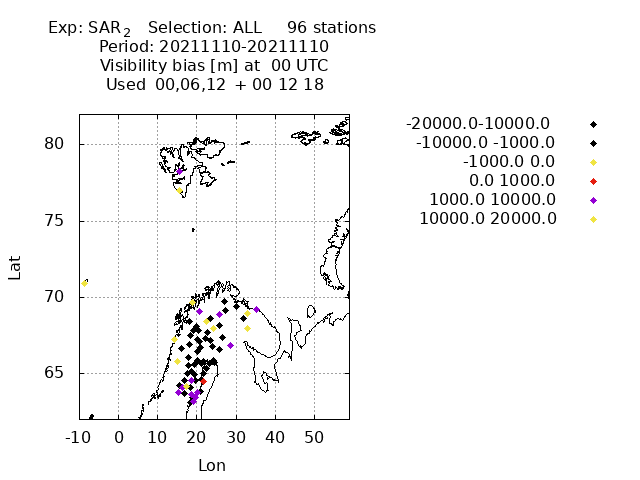 Exp: SAR2 Selection: ALL 96 stations
Period: 20211110-20211110
Visibility bias [m] at 00 UTC
Used 00,06,12 + 00 12 18
-20000.0-10000.0
-10000.0 -1000.0
-1000.0 0.0
0.0 1000.0
1000.0 10000.0
10000.0 20000.0
80
75
70
65
Lat
-10 0 10 20 30 40 50
Lon